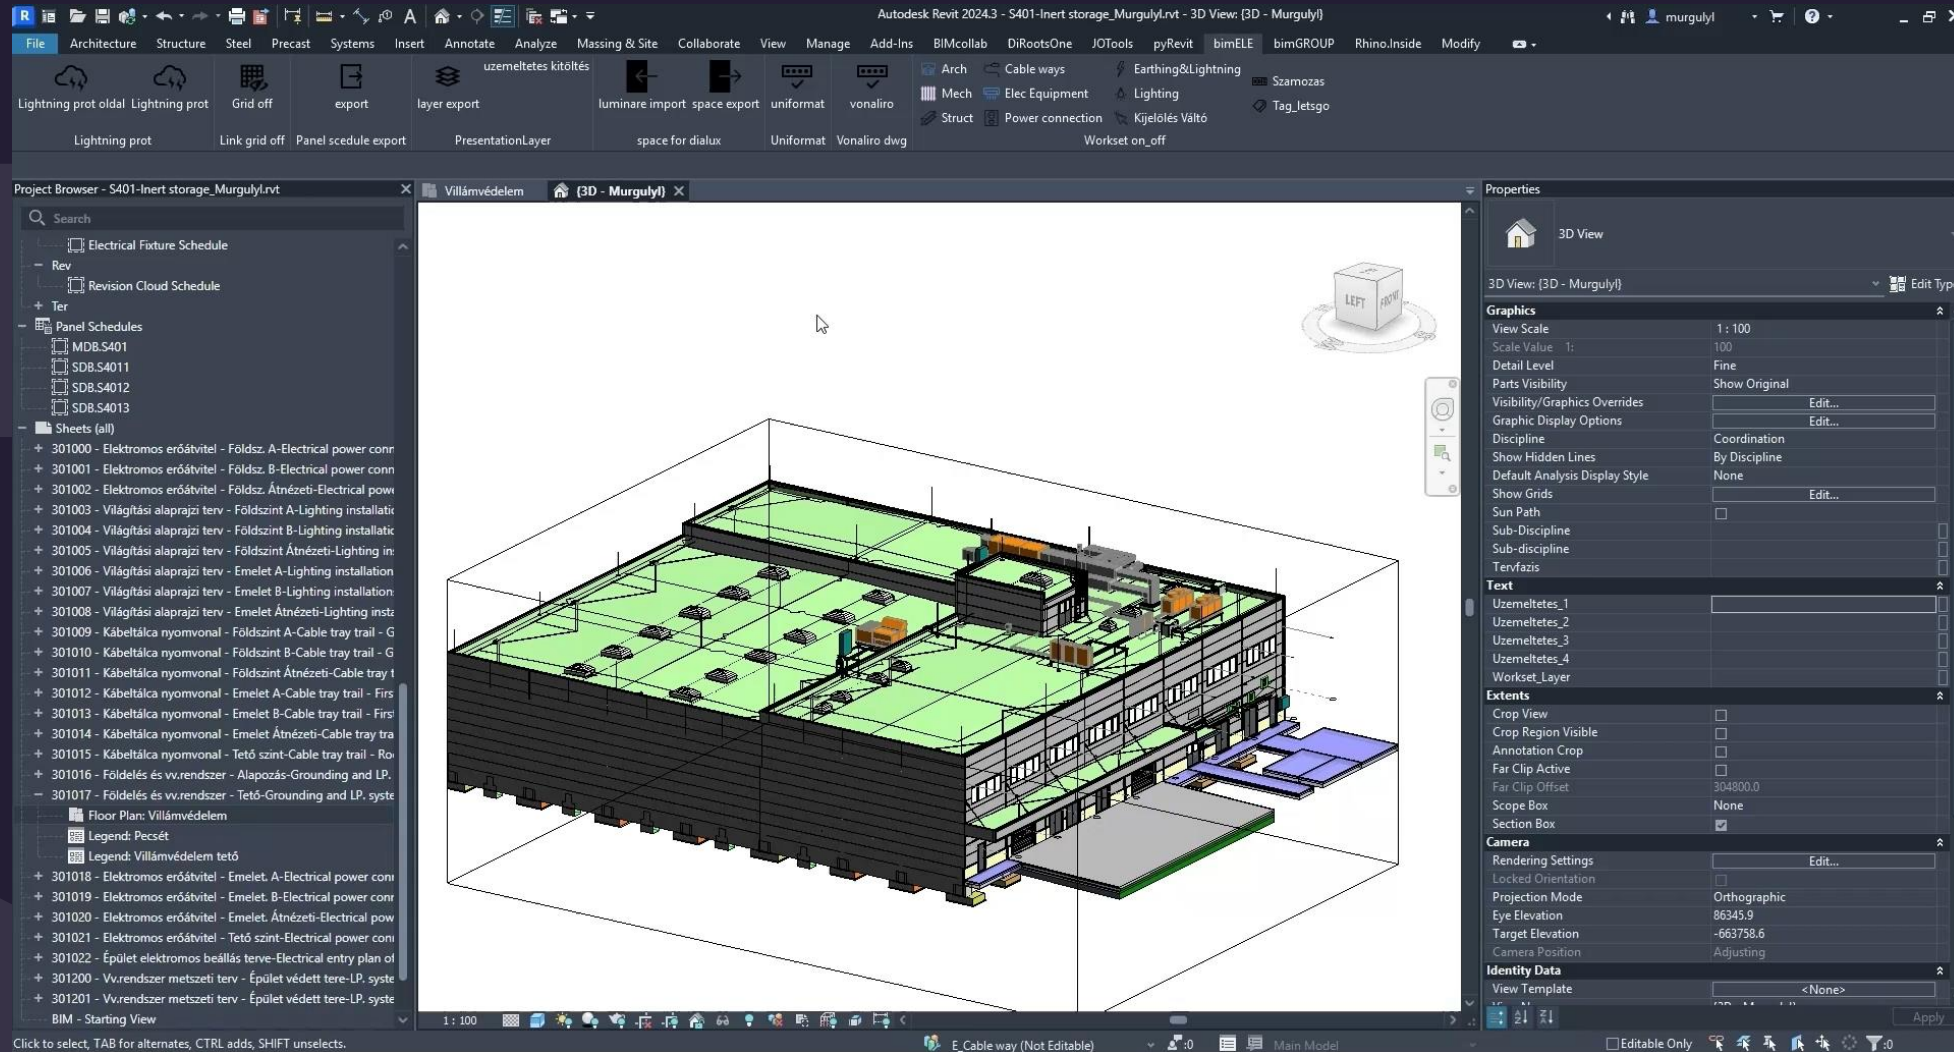 Autodesk Revit 2024.3 - S401-Inert storage_Murgulyl.rvt - 3D View: {3D - Murgulyl}
murgulyl
File Architecture Structure Steel Precast Systems Insert Annotate Analyze Massing & Site Collaborate View Manage Add-Ins BIMcollab DiRootsOne JOTools pyRevit bimELE bimGROUP Rhino.Inside Modify
Lightning prot oldal Lightning prot
Grid off
export
layer export
uzemeltetes kitöltés
luminare import space export
uniformat
vonaliro
Arch Cable ways Earthing&Lightning
Mech Elec Equipment Lighting
Struct Power connection Kijelölés Váltó
Szamozas
Tag_letsgo
Lightning prot Link grid off Panel scedule export PresentationLayer space for dialux Uniformat Vonaliro dwg Workset on_off
Project Browser - S401-Inert storage_Murgulyl.rvt
Search
Electrical Fixture Schedule
Rev
Revision Cloud Schedule
Ter
Panel Schedules
MDB.S401
SDB.S4011
SDB.S4012
SDB.S4013
Sheets (all)
301000 - Elektromos erőátvitel - Földsz. A-Electrical power conn
301001 - Elektromos erőátvitel - Földsz. B-Electrical power conn
301002 - Elektromos erőátvitel - Földsz. Átnézeti-Electrical powe
301003 - Világítási alaprajzi terv - Földszint A-Lighting installatio
301004 - Világítási alaprajzi terv - Földszint B-Lighting installatio
301005 - Világítási alaprajzi terv - Földszint Átnézeti-Lighting ins
301006 - Világítási alaprajzi terv - Emelet A-Lighting installation
301007 - Világítási alaprajzi terv - Emelet B-Lighting installation
301008 - Világítási alaprajzi terv - Emelet Átnézeti-Lighting insta
301009 - Kábeltálca nyomvonal - Földszint A-Cable tray trail - G
301010 - Kábeltálca nyomvonal - Földszint B-Cable tray trail - G
301011 - Kábeltálca nyomvonal - Földszint Átnézeti-Cable tray t
301012 - Kábeltálca nyomvonal - Emelet A-Cable tray trail - Firs
301013 - Kábeltálca nyomvonal - Emelet B-Cable tray trail - Firs
301014 - Kábeltálca nyomvonal - Emelet Átnézeti-Cable tray tra
301015 - Kábeltálca nyomvonal - Tető szint-Cable tray trail - Ro
301016 - Földelés és vv.rendszer - Alapozás-Grounding and LP.
301017 - Földelés és vv.rendszer - Tető-Grounding and LP. syste
Floor Plan: Villámvédelem
Legend: Pecsét
Legend: Villámvédelem tető
301018 - Elektromos erőátvitel - Emelet. A-Electrical power conn
301019 - Elektromos erőátvitel - Emelet. B-Electrical power conn
301020 - Elektromos erőátvitel - Emelet. Átnézeti-Electrical pow
301021 - Elektromos erőátvitel - Tető szint-Electrical power conn
301022 - Épület elektromos beállás terve-Electrical entry plan of
301200 - Vv.rendszer metszeti terv - Épület védett tere-LP. syste
301201 - Vv.rendszer metszeti terv - Épület védett tere-LP. syste
BIM - Starting View
Villámvédelem {3D - Murgulyl}
LEFT FRONT
1 : 100
Properties
3D View
3D View: {3D - Murgulyl} Edit Typ
Graphics
View Scale 1 : 100
Scale Value 1: 100
Detail Level Fine
Parts Visibility Show Original
Visibility/Graphics Overrides Edit...
Graphic Display Options Edit...
Discipline Coordination
Show Hidden Lines By Discipline
Default Analysis Display Style None
Show Grids Edit...
Sun Path
Sub-Discipline
Sub-discipline
Tervfazis
Text
Uzemeltetes_1
Uzemeltetes_2
Uzemeltetes_3
Uzemeltetes_4
Workset_Layer
Extents
Crop View
Crop Region Visible
Annotation Crop
Far Clip Active
Far Clip Offset 304800.0
Scope Box None
Section Box
Camera
Rendering Settings Edit...
Locked Orientation
Projection Mode Orthographic
Eye Elevation 86345.9
Target Elevation -663758.6
Camera Position Adjusting
Identity Data
View Template <None>
Apply
Click to select, TAB for alternates, CTRL adds, SHIFT unselects.
E_Cable way (Not Editable) :0 Main Model Editable Only :0